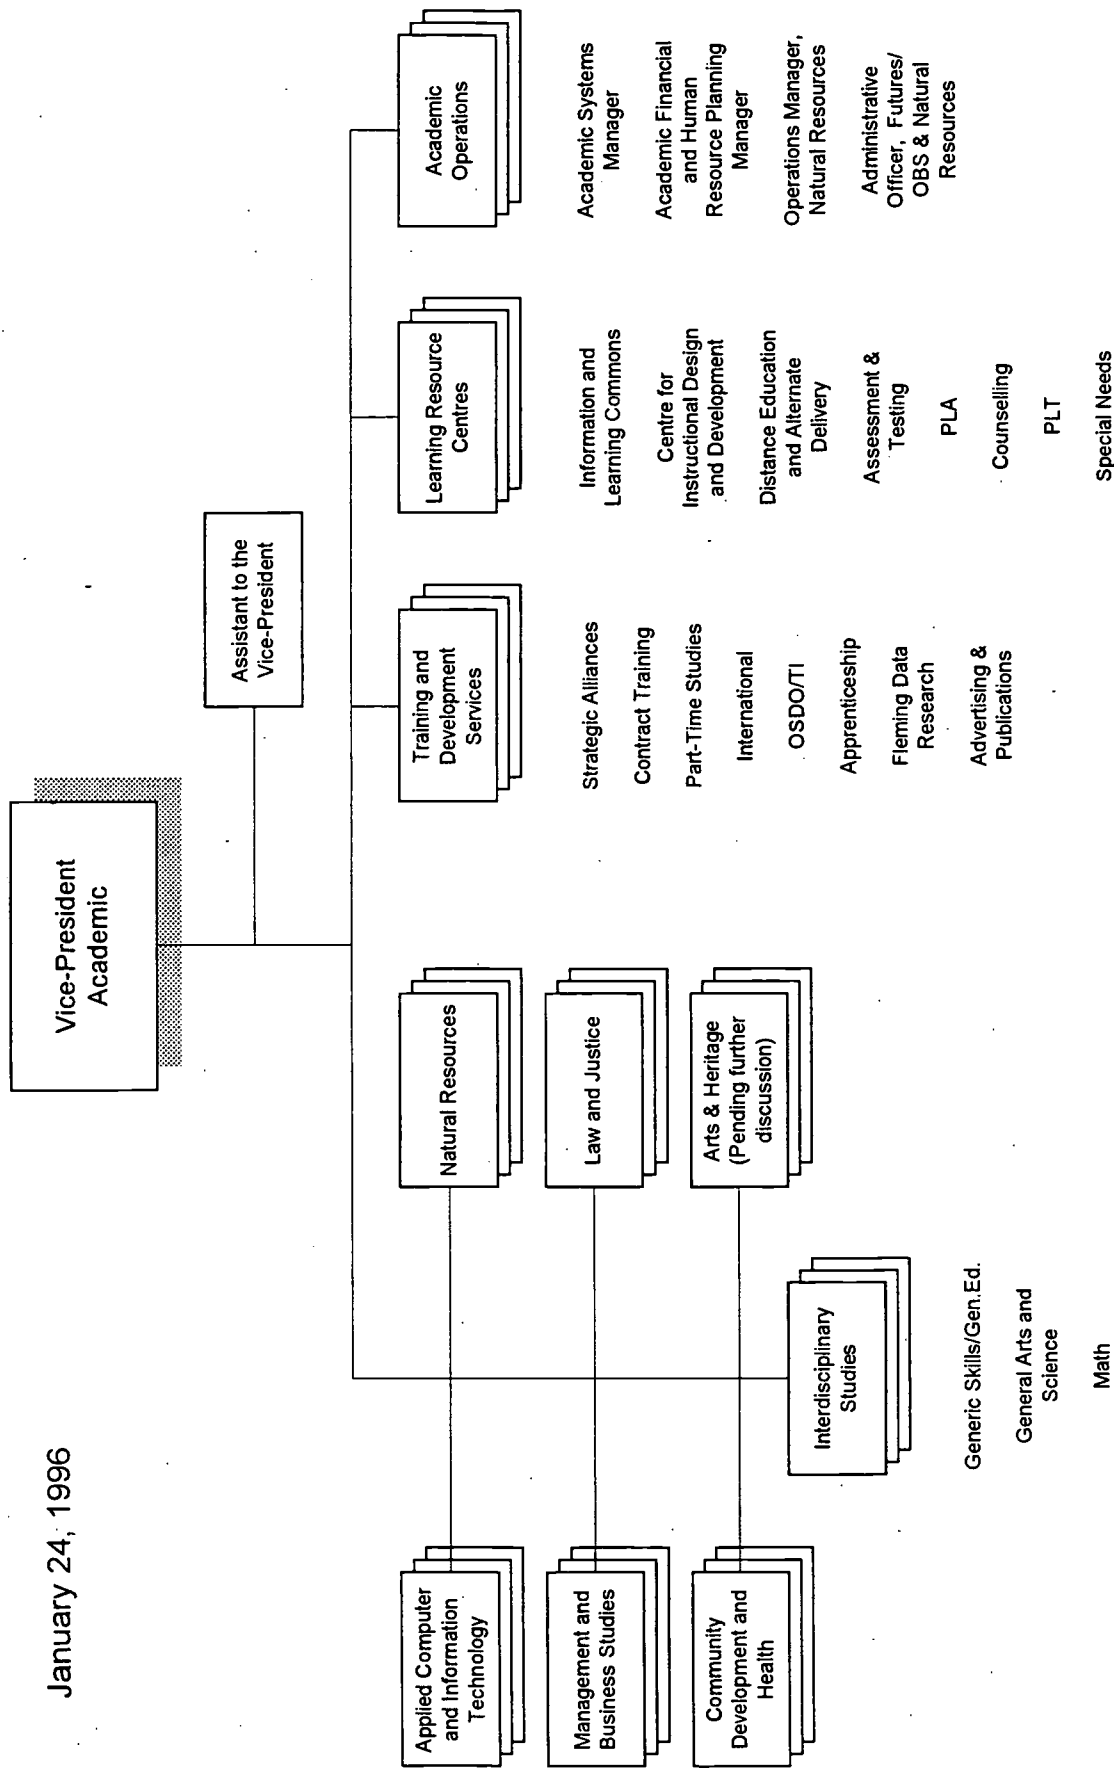 January 24, 1996
Vice-President
Academic
Assistant to the
Vice-President
Applied Computer
and Information
Technology
Natural Resources
Management and
Business Studies
Law and Justice
Community
Development and
Health
Arts & Heritage
(Pending further
discussion)
Interdisciplinary
Studies
Generic Skills/Gen.Ed.
General Arts and
Science
Math
Training and
Development
Services
Strategic Alliances
Contract Training
Part-Time Studies
International
OSDO/TI
Apprenticeship
Fleming Data
Research
Advertising &
Publications
Learning Resource
Centres
Information and
Learning Commons
Centre for
Instructional Design
and Development
Distance Education
and Alternate
Delivery
Assessment &
Testing
PLA
Counselling
PLT
Special Needs
Academic
Operations
Academic Systems
Manager
Academic Financial
and Human
Resource Planning
Manager
Operations Manager,
Natural Resources
Administrative
Officer, Futures/
OBS & Natural
Resources